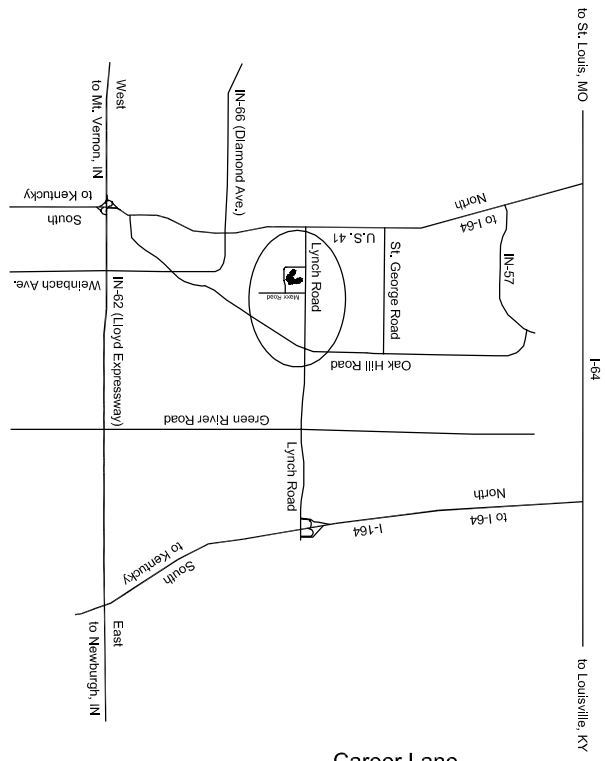 to St. Louis, MO
I-64
to Louisville, KY
North
to I-64
IN-57
U.S. 41
St. George Road
Lynch Road
Maxx Road
Oak Hill Road
IN-66 (Diamond Ave.)
West
to Mt. Vernon, IN
to Kentucky
South
Weinbach Ave.
IN-62 (Lloyd Expressway)
Green River Road
Lynch Road
North
to I-64
I-164
to Kentucky
South
East
to Newburgh, IN
Career Lane